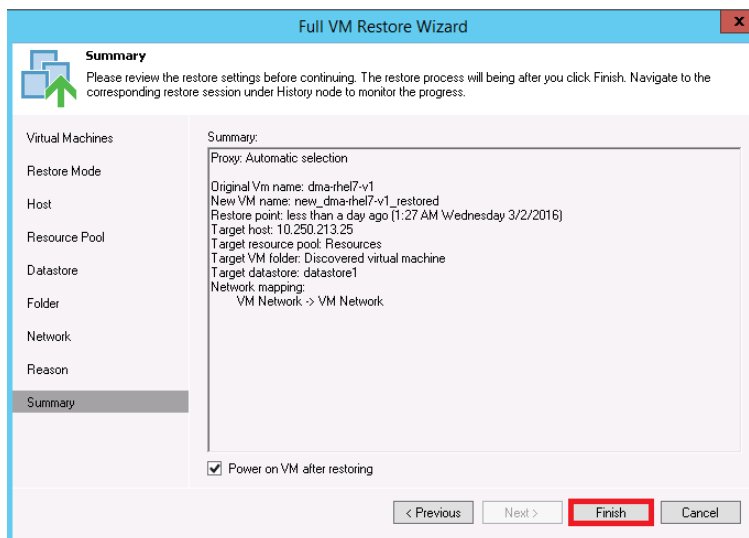 Full VM Restore Wizard
x
Summary
Please review the restore settings before continuing. The restore process will being after you click Finish. Navigate to the
corresponding restore session under History node to monitor the progress.
Virtual Machines
Restore Mode
Host
Resource Pool
Datastore
Folder
Network
Reason
Summary
Summary:
Proxy: Automatic selection
Original Vm name: dma-rhel7-v1
New VM name: new_dma-rhel7-v1_restored
Restore point: less than a day ago (1:27 AM Wednesday 3/2/2016)
Target host: 10.250.213.25
Target resource pool: Resources
Target VM folder: Discovered virtual machine
Target datastore: datastore1
Network mapping:
VM Network -> VM Network
Power on VM after restoring
< Previous
Next >
Finish
Cancel